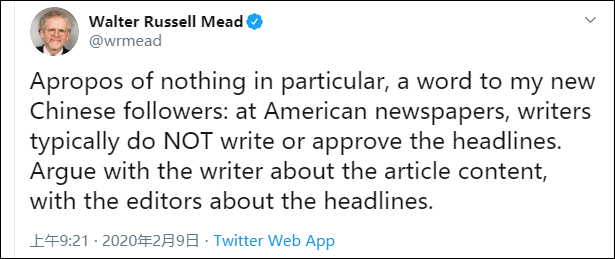 Walter Russell Mead
@wrmead
Apropos of nothing in particular, a word to my new
Chinese followers: at American newspapers, writers
typically do NOT write or approve the headlines.
Argue with the writer about the article content,
with the editors about the headlines.
上午9:21 · 2020年2月9日 · Twitter Web App